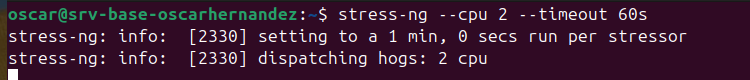 oscar@srv-base-oscarhernandez:~$ stress-ng --cpu 2 --timeout 60s
stress-ng: info:  [2330] setting to a 1 min, 0 secs run per stressor
stress-ng: info:  [2330] dispatching hogs: 2 cpu